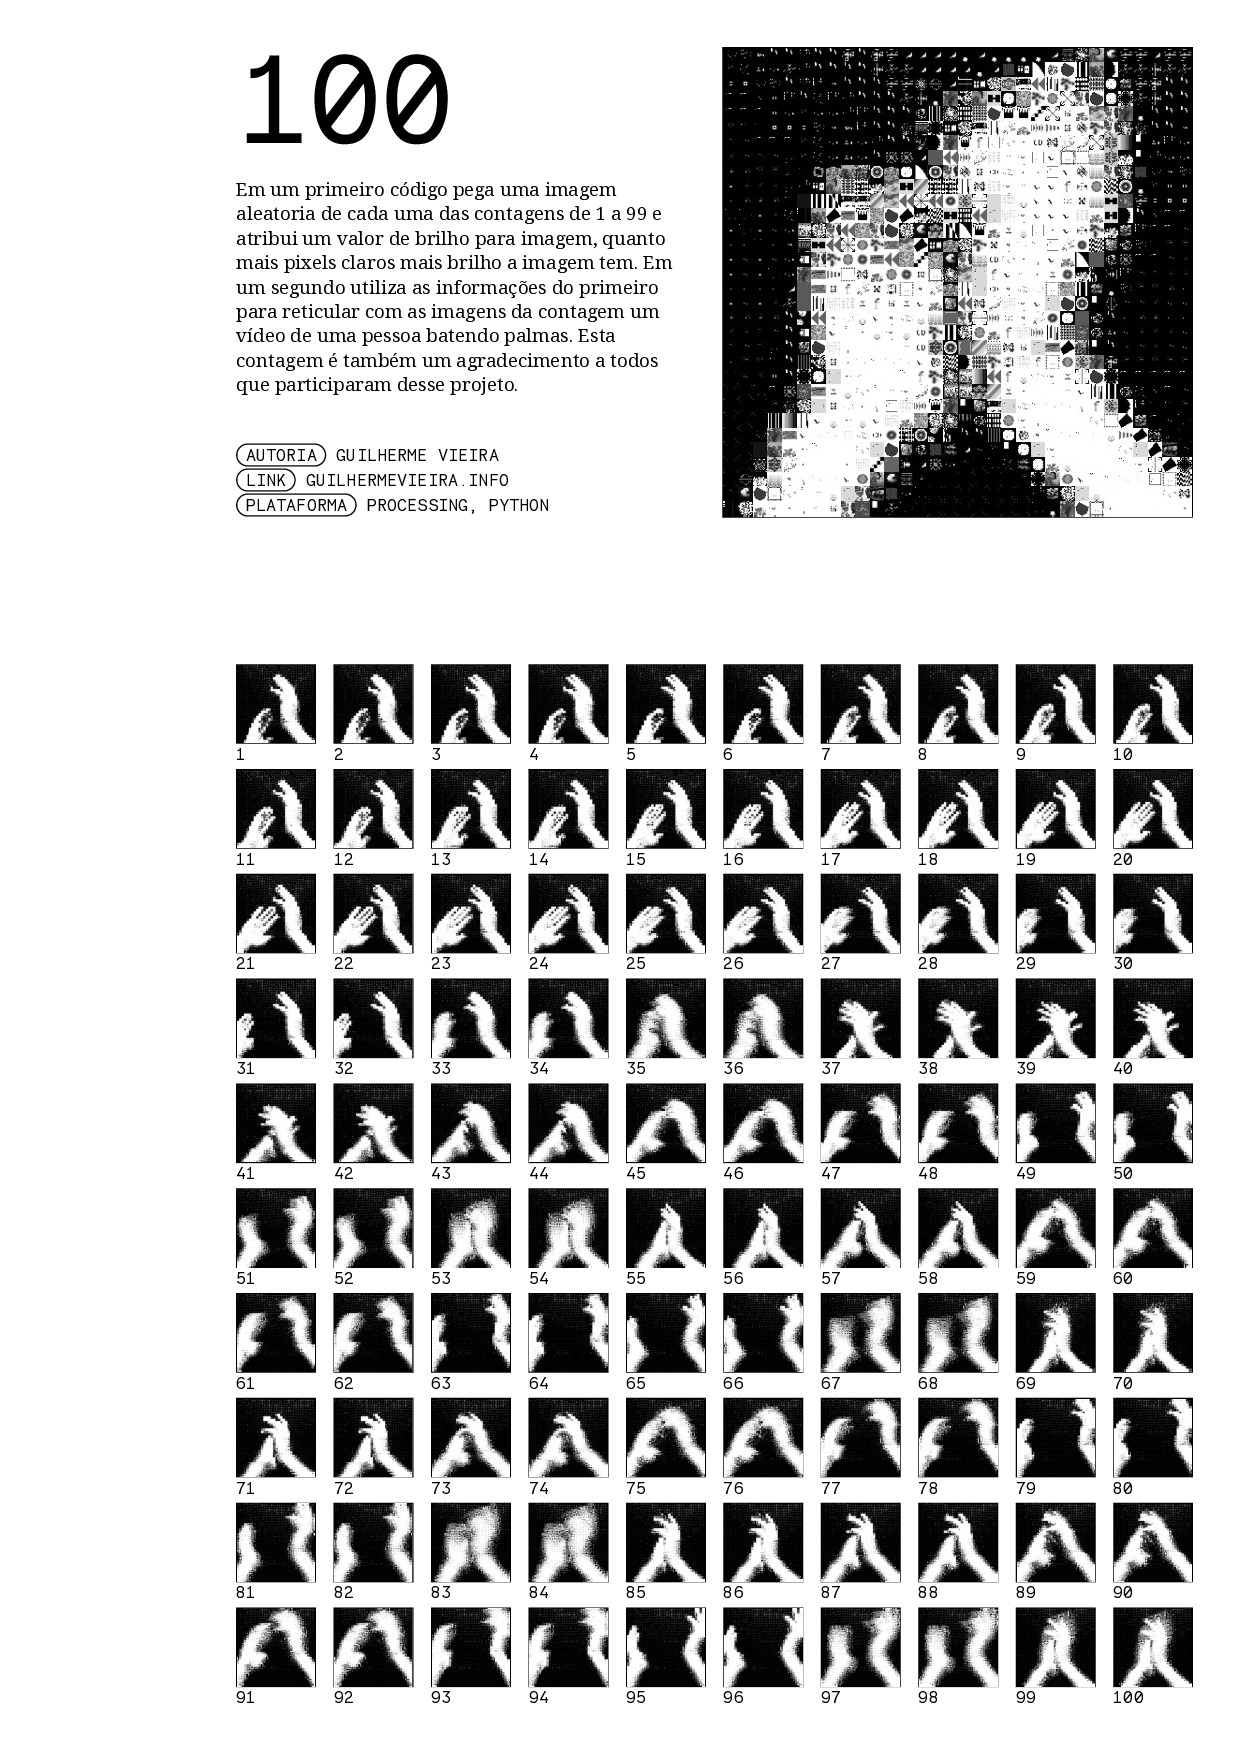 100
Em um primeiro código pega uma imagem
aleatoria de cada uma das contagens de 1 a 99 e
atribui um valor de brilho para imagem, quanto
mais pixels claros mais brilho a imagem tem. Em
um segundo utiliza as informações do primeiro
para reticular com as imagens da contagem um
vídeo de uma pessoa batendo palmas. Esta
contagem é também um agradecimento a todos
que participaram desse projeto.
AUTORIA GUILHERME VIEIRA
LINK GUILHERMEVIEIRA.INFO
PLATAFORMA PROCESSING, PYTHON
1 2 3 4 5 6 7 8 9 10
11 12 13 14 15 16 17 18 19 20
21 22 23 24 25 26 27 28 29 30
31 32 33 34 35 36 37 38 39 40
41 42 43 44 45 46 47 48 49 50
51 52 53 54 55 56 57 58 59 60
61 62 63 64 65 66 67 68 69 70
71 72 73 74 75 76 77 78 79 80
81 82 83 84 85 86 87 88 89 90
91 92 93 94 95 96 97 98 99 100